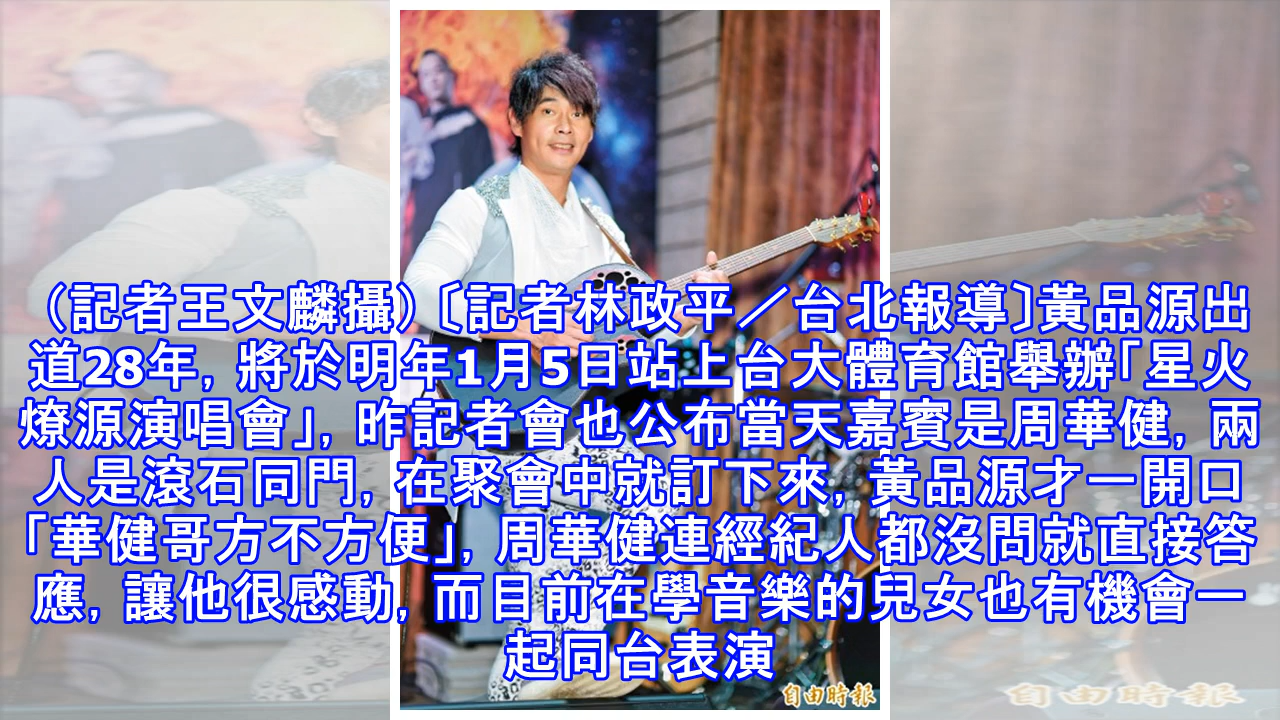 （記者王文麟攝）〔記者林政平／台北報導〕黃品源出
道28年, 將於明年1月5日站上台大體育館舉辦「星火
燎源演唱會」, 昨記者會也公布當天嘉賓是周華健, 兩
人是滾石同門, 在聚會中就訂下來, 黃品源才一開口
「華健哥方不方便」, 周華健連經紀人都沒問就直接答
應, 讓他很感動, 而目前在學音樂的兒女也有機會一
起同台表演
自由時報
自由時報